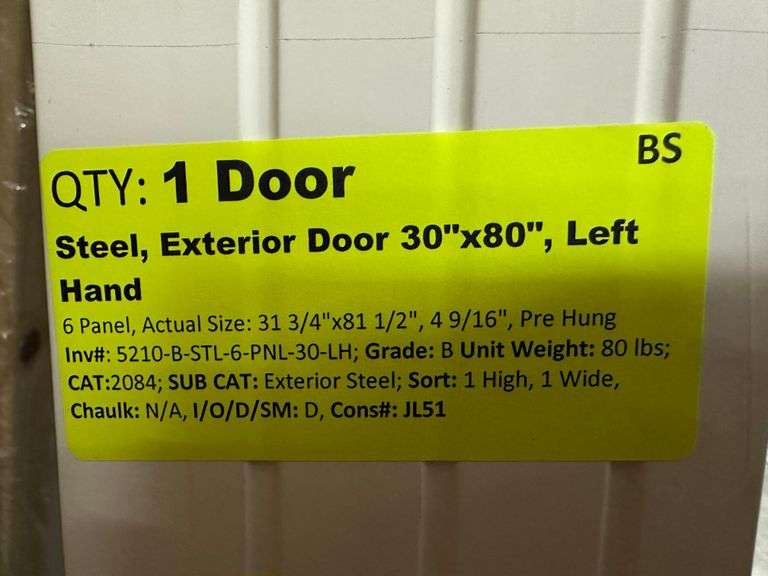 BS
QTY: 1 Door
Steel, Exterior Door 30"x80", Left
Hand
6 Panel, Actual Size: 31 3/4"x81 1/2", 4 9/16", Pre Hung
Inv#: 5210-B-STL-6-PNL-30-LH; Grade: B Unit Weight: 80 lbs;
CAT:2084; SUB CAT: Exterior Steel; Sort: 1 High, 1 Wide,
Chaulk: N/A, I/O/D/SM: D, Cons#: JL51